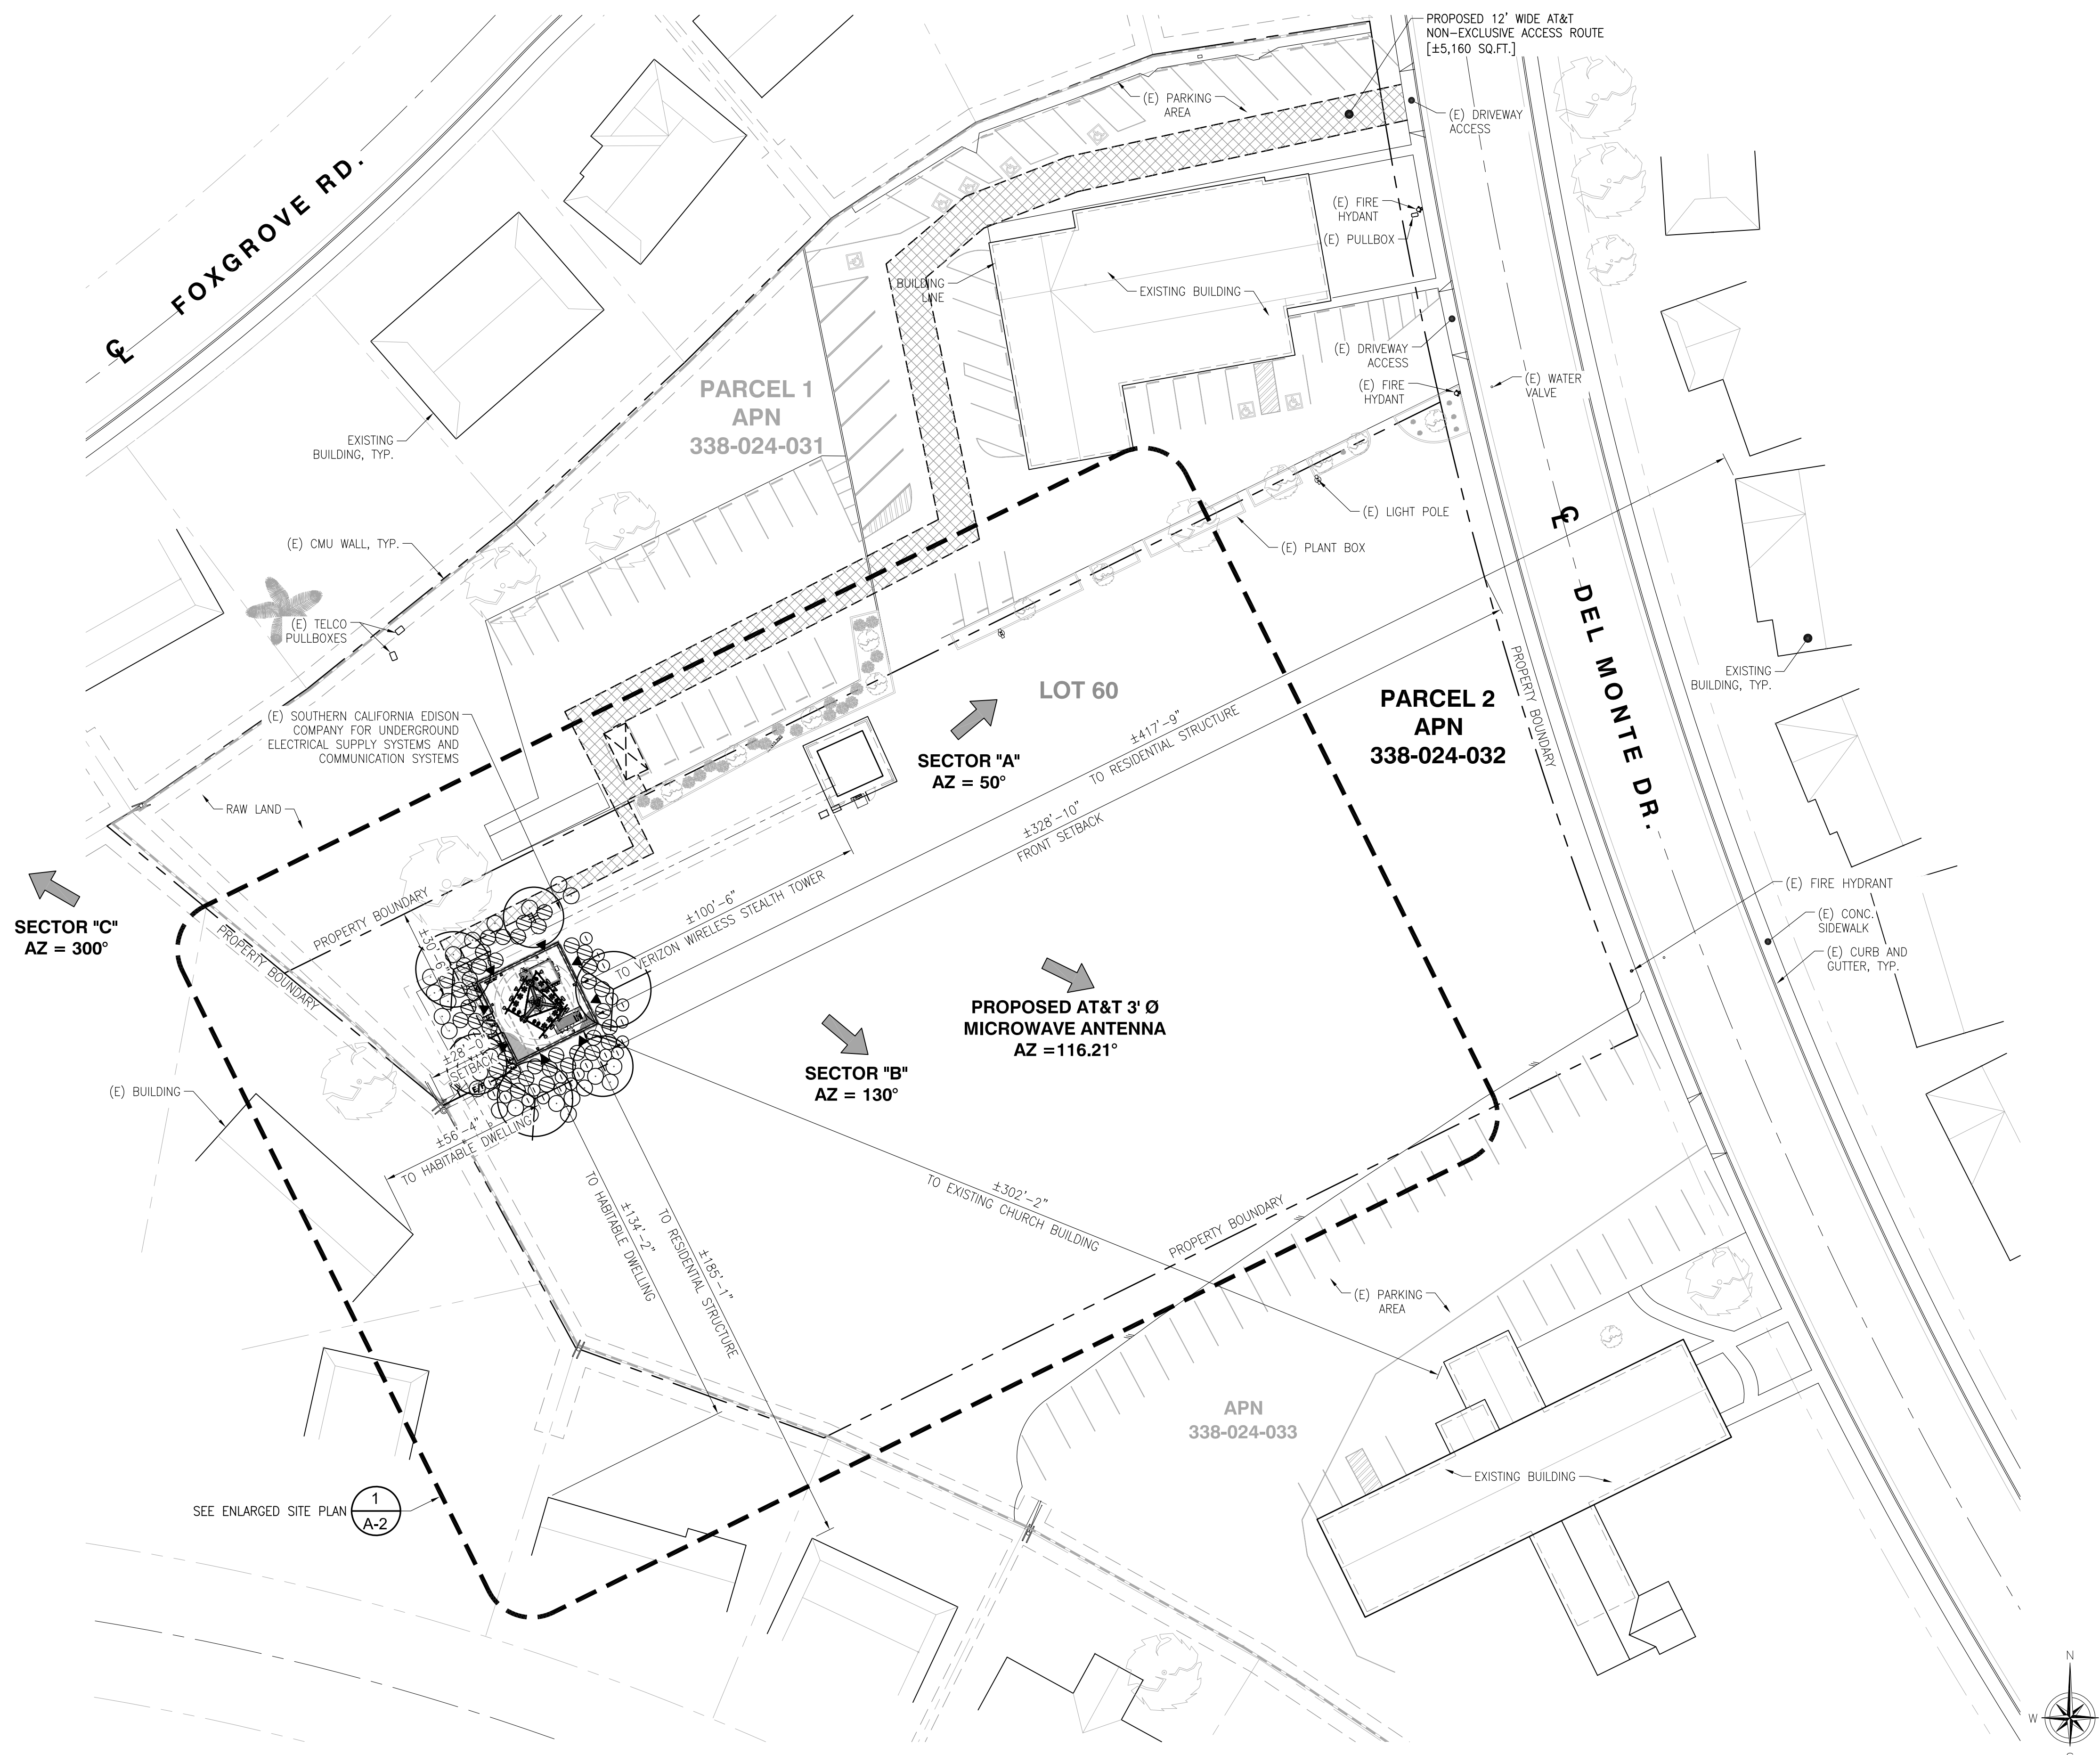 PROPOSED 12' WIDE AT&T
NON-EXCLUSIVE ACCESS ROUTE
[±5,160 SQ.FT.]
(E) PARKING
AREA
(E) DRIVEWAY
ACCESS
FOXGROVE RD.
(E) FIRE
HYDANT
(E) PULLBOX
BUILDING
LINE
EXISTING BUILDING
(E) DRIVEWAY
ACCESS
(E) FIRE
HYDANT
(E) WATER
VALVE
PARCEL 1
APN
338-024-031
EXISTING
BUILDING, TYP.
(E) LIGHT POLE
(E) PLANT BOX
(E) CMU WALL, TYP.
(E) TELCO
PULLBOXES
DEL MONTE DR.
PROPERTY BOUNDARY
EXISTING
BUILDING, TYP.
LOT 60
PARCEL 2
APN
338-024-032
(E) SOUTHERN CALIFORNIA EDISON
COMPANY FOR UNDERGROUND
ELECTRICAL SUPPLY SYSTEMS AND
COMMUNICATION SYSTEMS
SECTOR "A"
AZ = 50°
±417'-9"
TO RESIDENTIAL STRUCTURE
±328'-10"
FRONT SETBACK
RAW LAND
±100'-6"
TO VERIZON WIRELESS STEALTH TOWER
SECTOR "C"
AZ = 300°
PROPERTY BOUNDARY
PROPERTY BOUNDARY
±30'-6"
(E) FIRE HYDRANT
(E) CONC.
SIDEWALK
(E) CURB AND
GUTTER, TYP.
PROPOSED AT&T 3' Ø
MICROWAVE ANTENNA
AZ =116.21°
SECTOR "B"
AZ = 130°
±28'-0"
SETBACK
(E) BUILDING
±56'-4"
TO HABITABLE DWELLING
±134'-2"
TO HABITABLE DWELLING
±185'-1"
TO RESIDENTIAL STRUCTURE
±302'-2"
TO EXISTING CHURCH BUILDING
PROPERTY BOUNDARY
(E) PARKING
AREA
APN
338-024-033
EXISTING BUILDING
SEE ENLARGED SITE PLAN
1
A-2
N
W